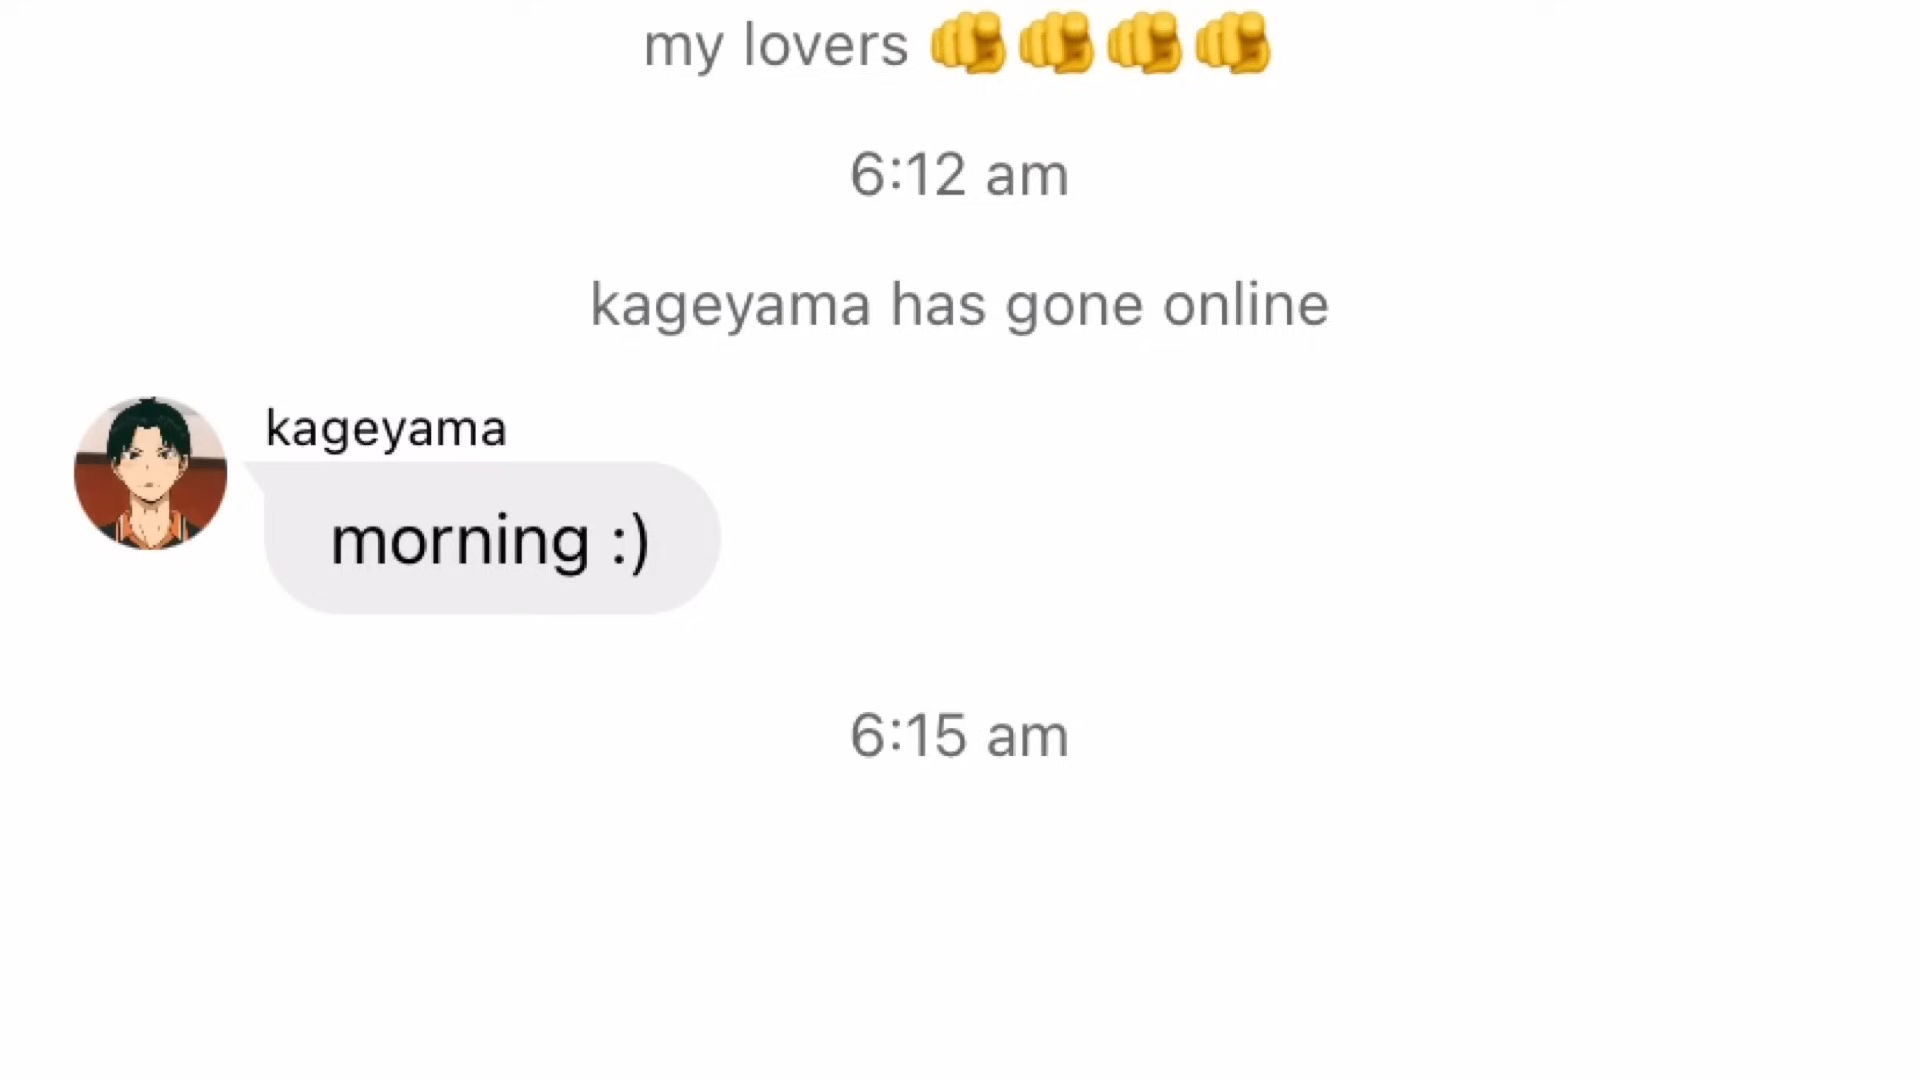 my lovers 🫵🫵🫵🫵
6:12 am
kageyama has gone online
kageyama
morning :)
6:15 am